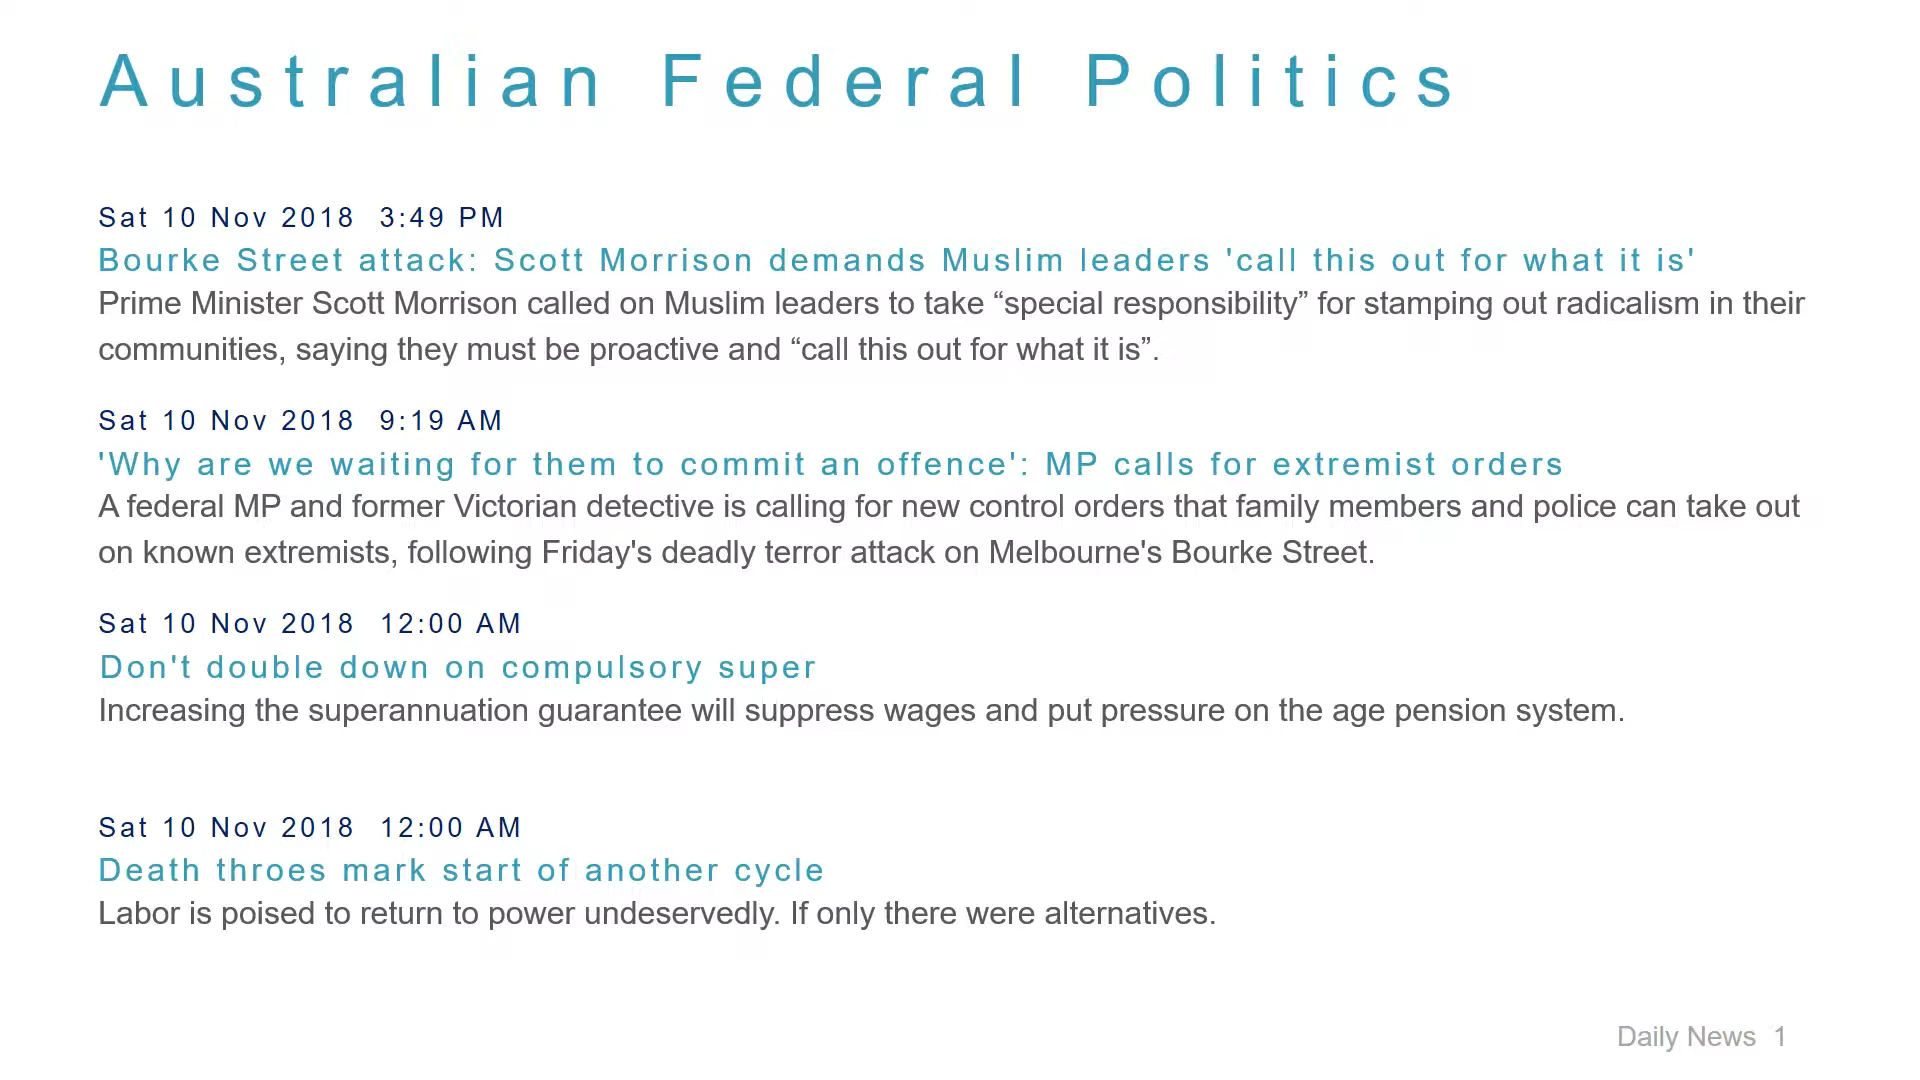 Australian Federal Politics
Sat 10 Nov 2018 3:49 PM
Bourke Street attack: Scott Morrison demands Muslim leaders 'call this out for what it is'
Prime Minister Scott Morrison called on Muslim leaders to take “special responsibility” for stamping out radicalism in their
communities, saying they must be proactive and “call this out for what it is”.
Sat 10 Nov 2018 9:19 AM
'Why are we waiting for them to commit an offence': MP calls for extremist orders
A federal MP and former Victorian detective is calling for new control orders that family members and police can take out
on known extremists, following Friday's deadly terror attack on Melbourne's Bourke Street.
Sat 10 Nov 2018 12:00 AM
Don't double down on compulsory super
Increasing the superannuation guarantee will suppress wages and put pressure on the age pension system.
Sat 10 Nov 2018 12:00 AM
Death throes mark start of another cycle
Labor is poised to return to power undeservedly. If only there were alternatives.
Daily News 1